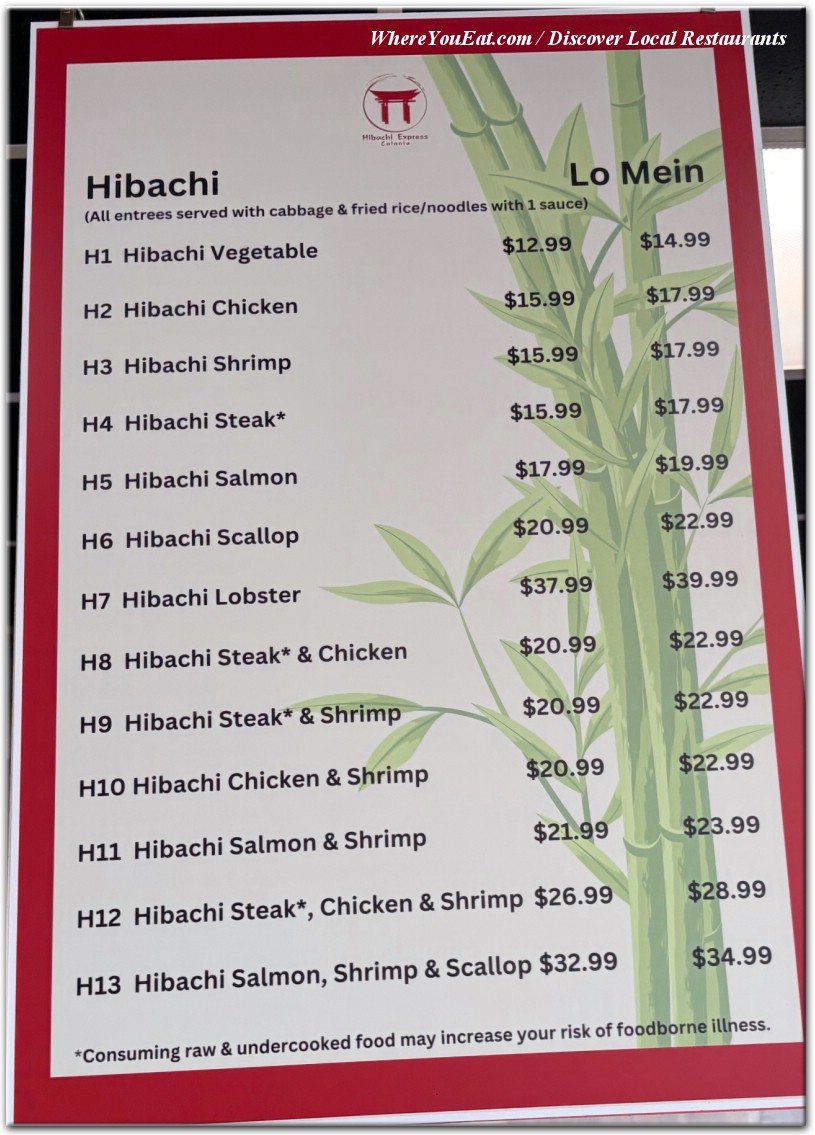 WhereYouEat.com / Discover Local Restaurants
Hibachi Express
Colonia
Hibachi Lo Mein
(All entrees served with cabbage & fried rice/noodles with 1 sauce)
H1 Hibachi Vegetable $12.99 $14.99
H2 Hibachi Chicken $15.99 $17.99
H3 Hibachi Shrimp $15.99 $17.99
H4 Hibachi Steak* $15.99 $17.99
H5 Hibachi Salmon $17.99 $19.99
H6 Hibachi Scallop $20.99 $22.99
H7 Hibachi Lobster $37.99 $39.99
H8 Hibachi Steak* & Chicken $20.99 $22.99
H9 Hibachi Steak* & Shrimp $20.99 $22.99
H10 Hibachi Chicken & Shrimp $20.99 $22.99
H11 Hibachi Salmon & Shrimp $21.99 $23.99
H12 Hibachi Steak*, Chicken & Shrimp $26.99 $28.99
H13 Hibachi Salmon, Shrimp & Scallop $32.99 $34.99
*Consuming raw & undercooked food may increase your risk of foodborne illness.